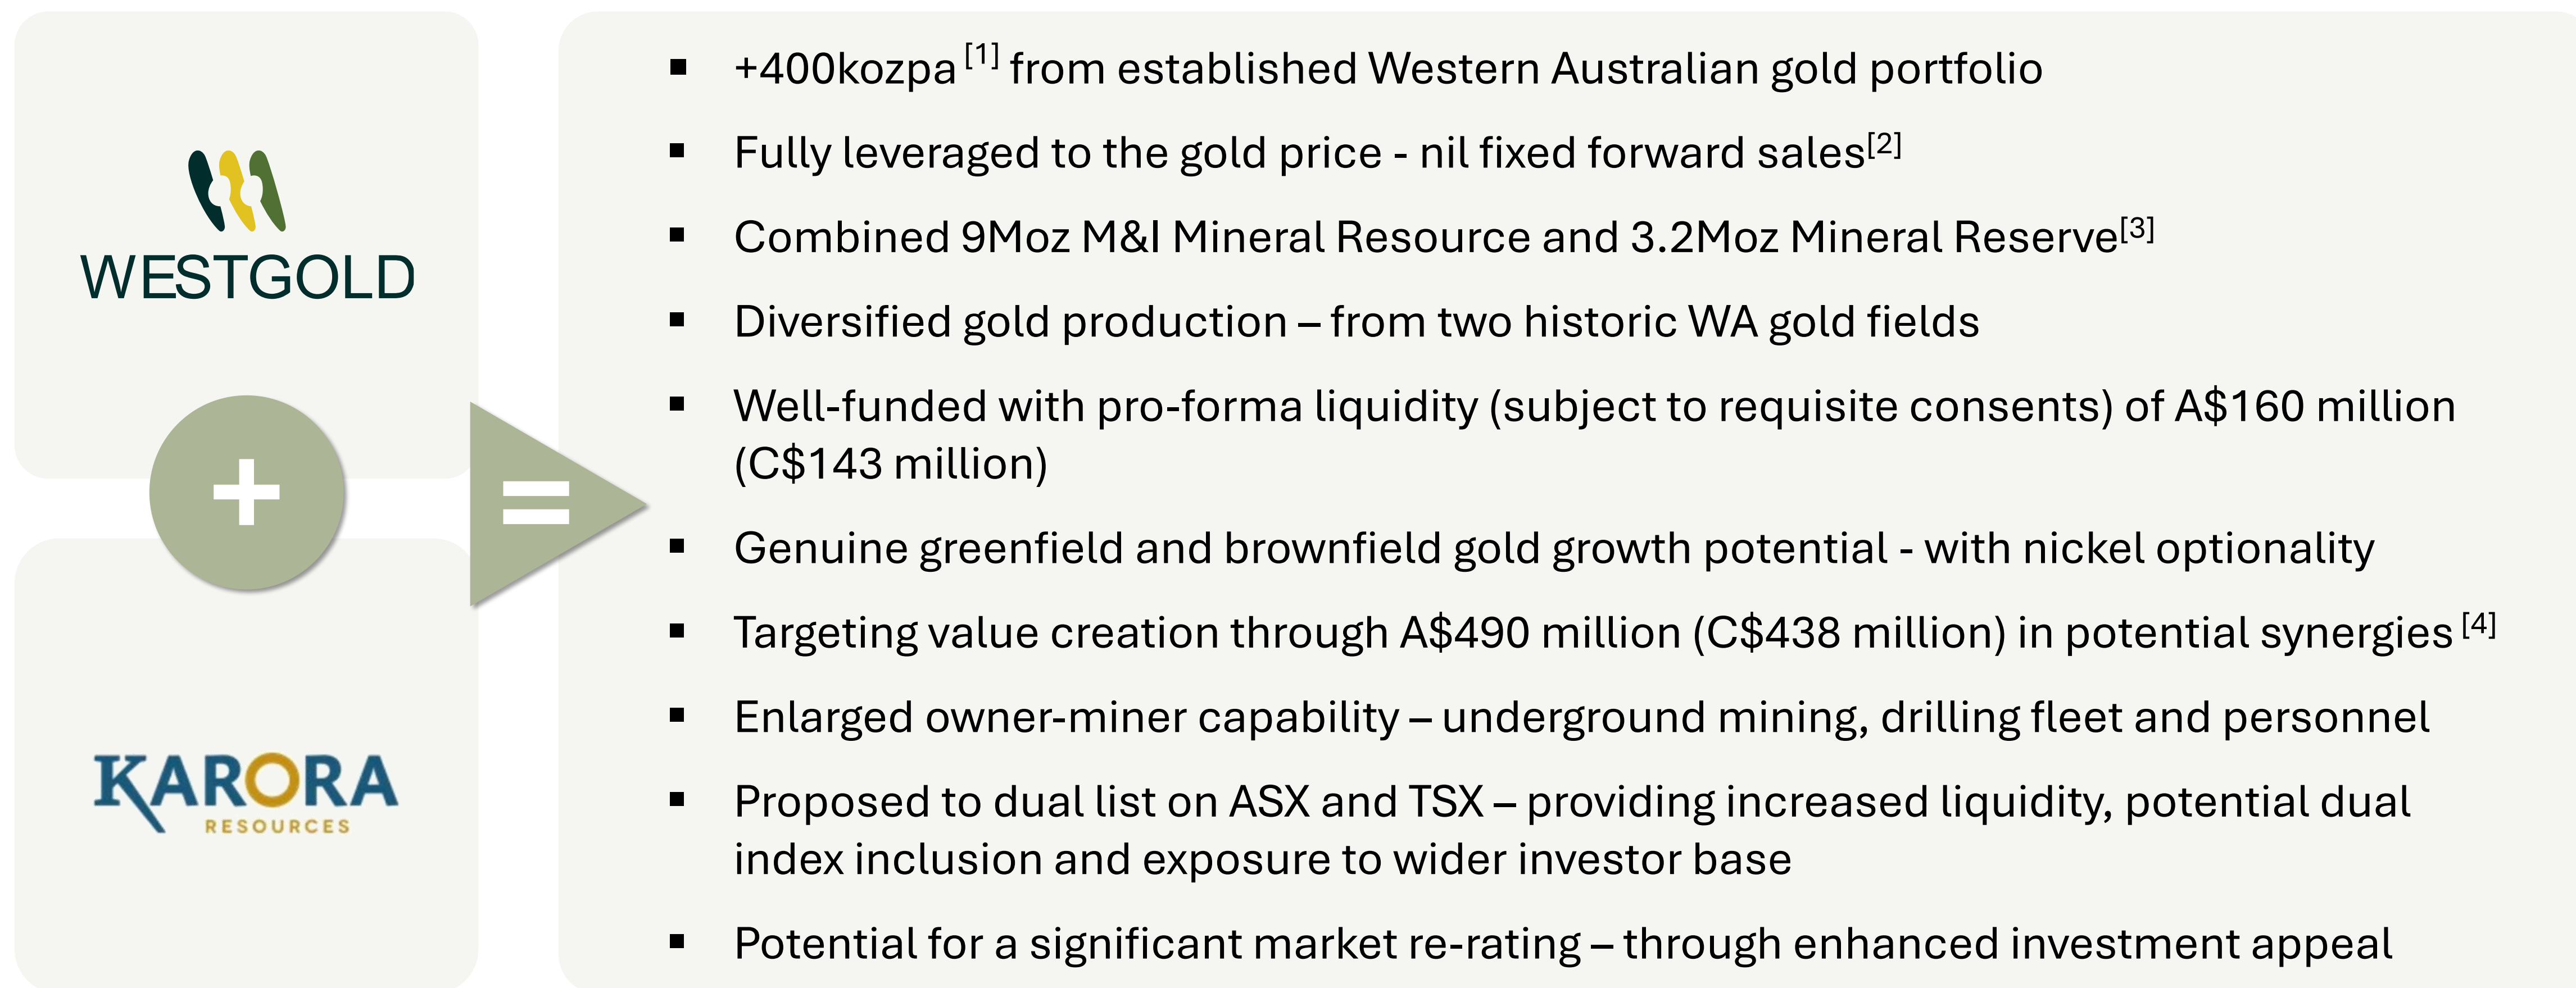 WESTGOLD
+
KARORA
RESOURCES
=
▪ +400kozpa [1] from established Western Australian gold portfolio
▪ Fully leveraged to the gold price - nil fixed forward sales[2]
▪ Combined 9Moz M&I Mineral Resource and 3.2Moz Mineral Reserve[3]
▪ Diversified gold production – from two historic WA gold fields
▪ Well-funded with pro-forma liquidity (subject to requisite consents) of A$160 million
(C$143 million)
▪ Genuine greenfield and brownfield gold growth potential - with nickel optionality
▪ Targeting value creation through A$490 million (C$438 million) in potential synergies [4]
▪ Enlarged owner-miner capability – underground mining, drilling fleet and personnel
▪ Proposed to dual list on ASX and TSX – providing increased liquidity, potential dual
index inclusion and exposure to wider investor base
▪ Potential for a significant market re-rating – through enhanced investment appeal